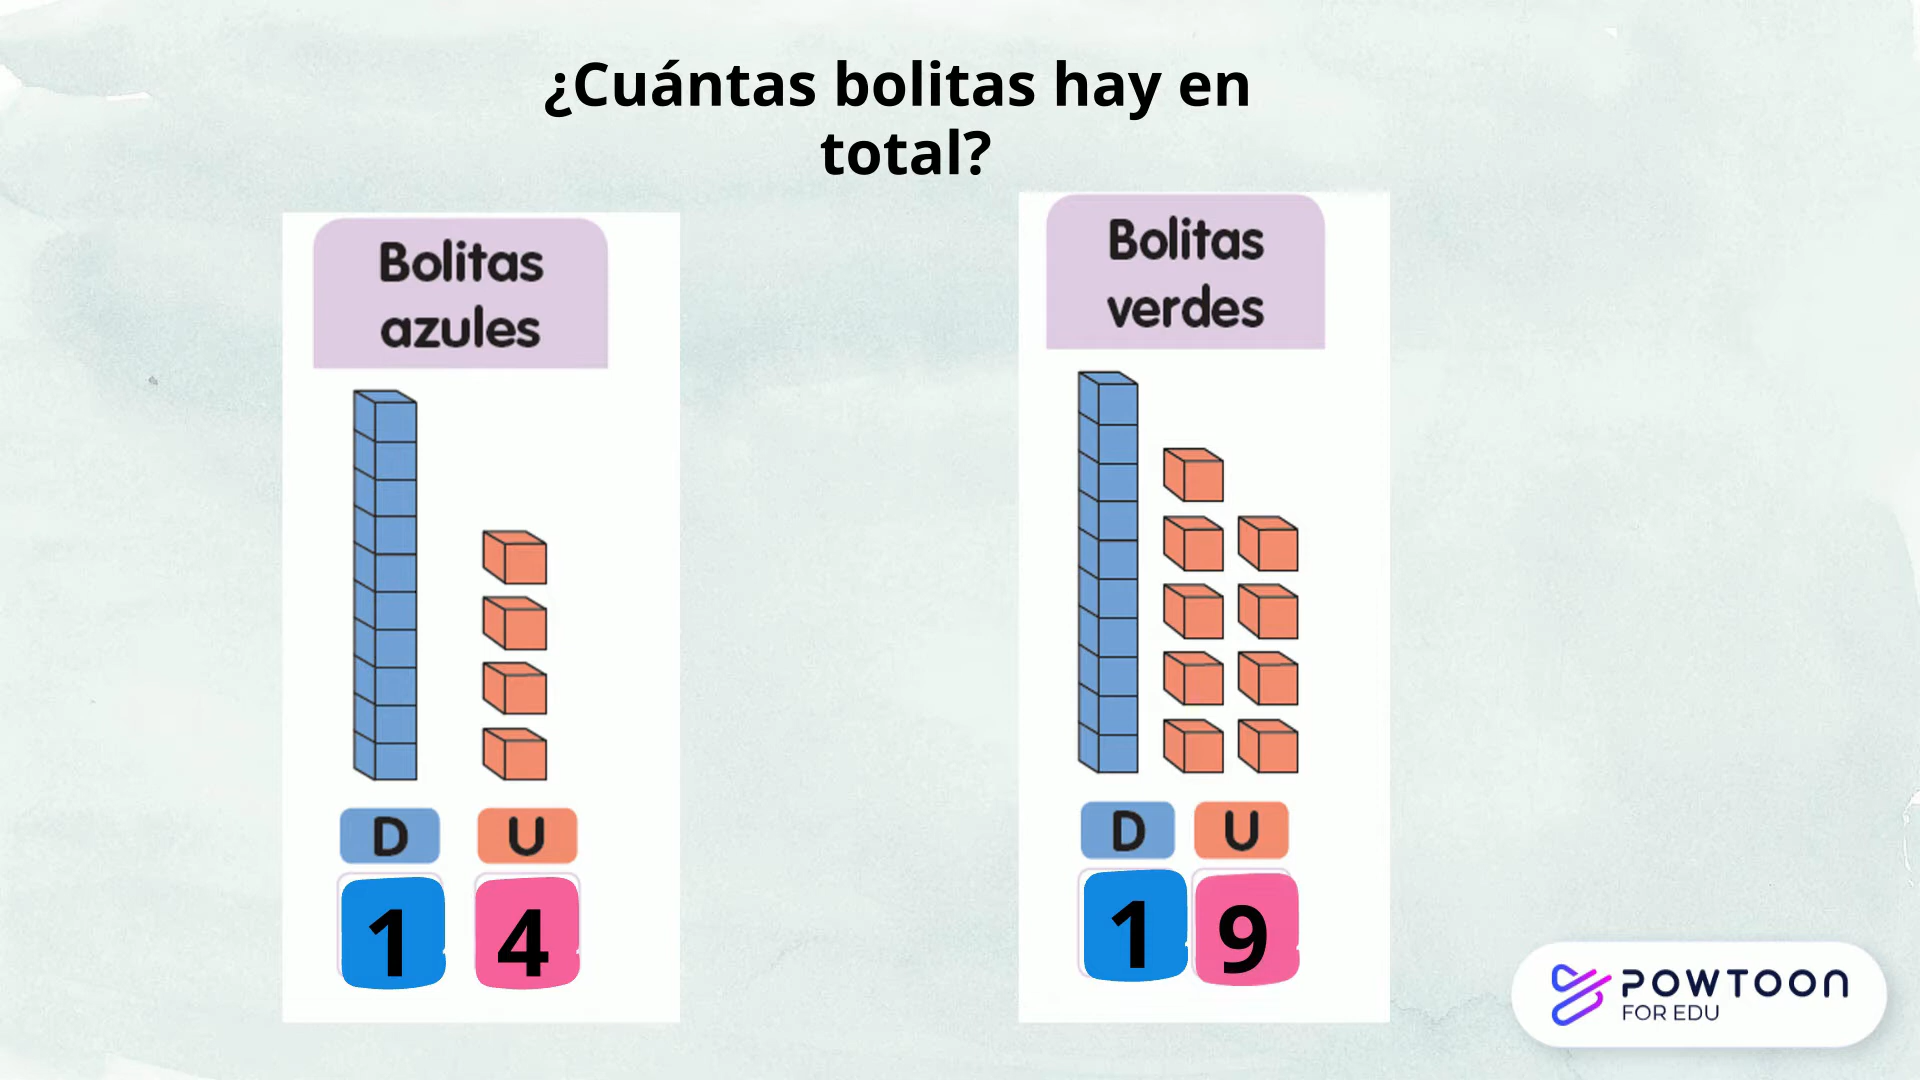 ¿Cuántas bolitas hay en
total?
Bolitas
azules
D U
1 4
Bolitas
verdes
D U
1 9
POWTOON
FOR EDU